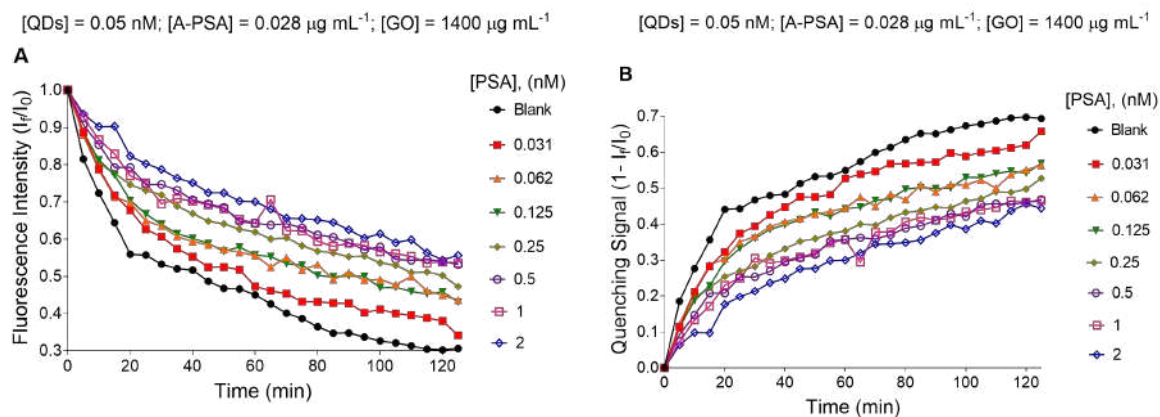 [QDs] = 0.05 nM; [A-PSA] = 0.028 µg mL⁻¹; [GO] = 1400 µg mL⁻¹
A
[PSA], (nM)
Blank
0.031
0.062
0.125
0.25
0.5
1
2
1.0
0.9
0.8
0.7
0.6
0.5
0.4
0.3
Fluorescence Intensity (If/I0)
0 20 40 60 80 100 120
Time (min)
[QDs] = 0.05 nM; [A-PSA] = 0.028 µg mL⁻¹; [GO] = 1400 µg mL⁻¹
B
[PSA], (nM)
Blank
0.031
0.062
0.125
0.25
0.5
1
2
0.7
0.6
0.5
0.4
0.3
0.2
0.1
0.0
Quenching Signal (1- If/I0)
0 20 40 60 80 100 120
Time (min)